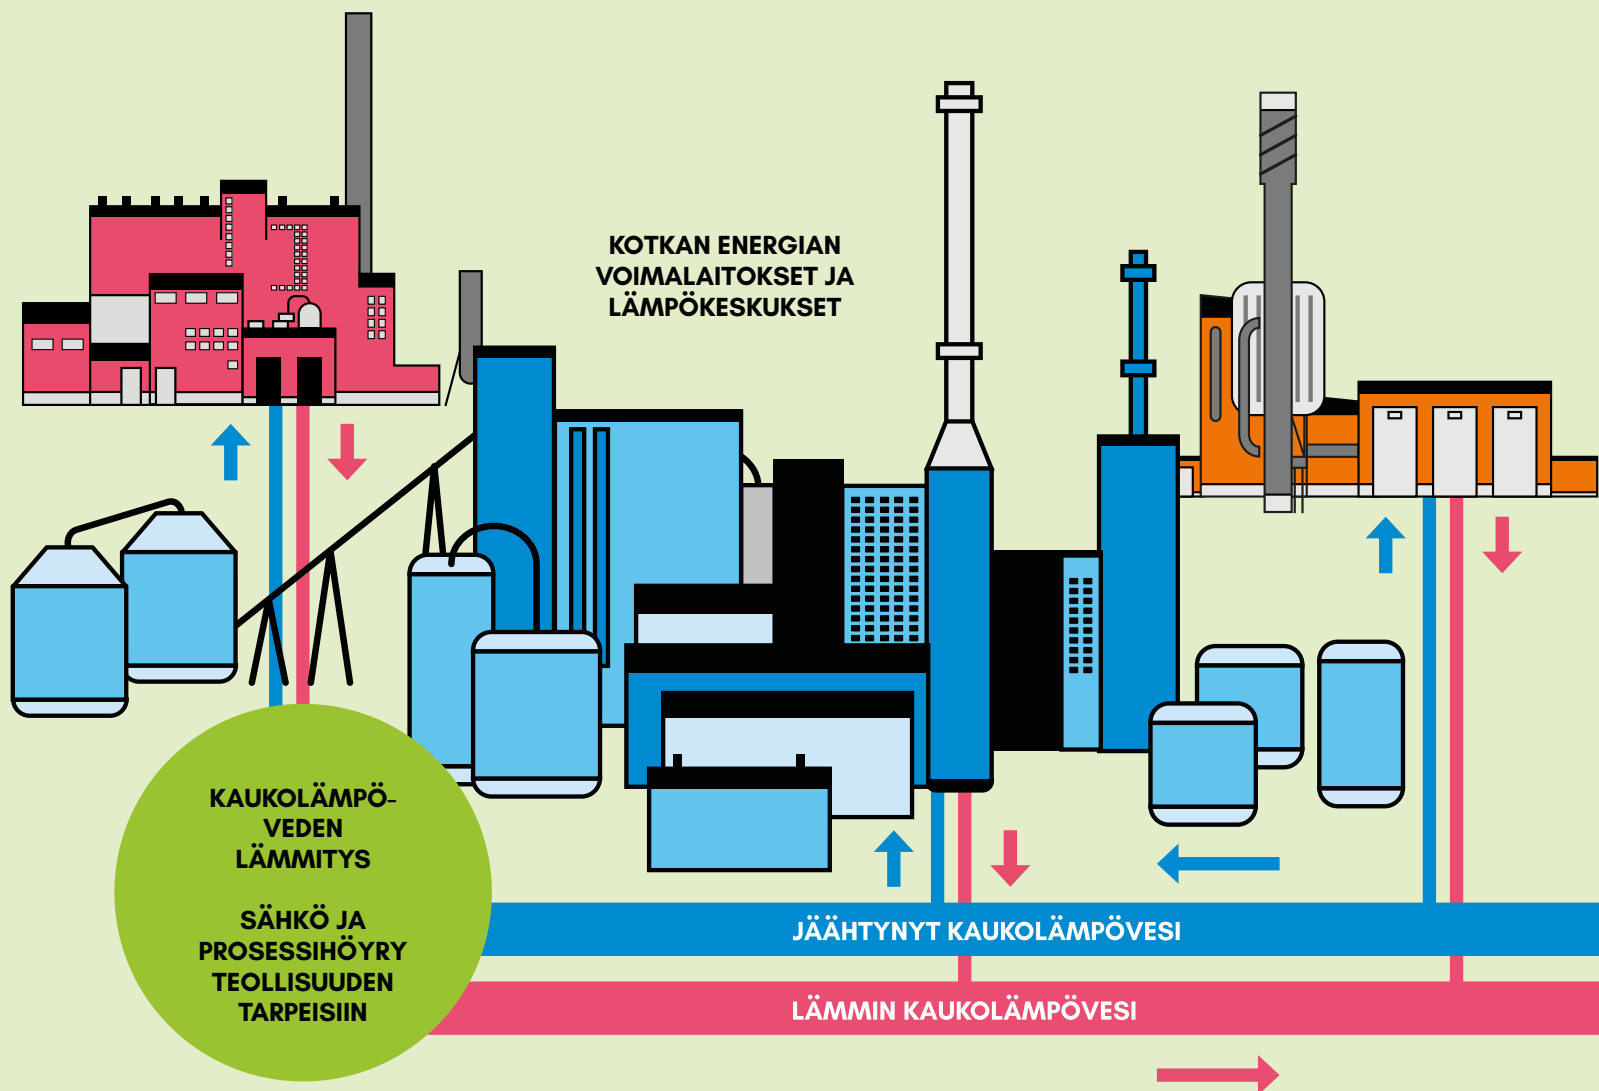 KOTKAN ENERGIAN
VOIMALAITOKSET JA
LÄMPÖKESKUKSET
KAUKOLÄMPÖ-
VEDEN
LÄMMITYS
SÄHKÖ JA
PROSESSIHÖYRY
TEOLLISUUDEN
TARPEISIIN
JÄÄHTYNYT KAUKOLÄMPÖVESI
LÄMMIN KAUKOLÄMPÖVESI